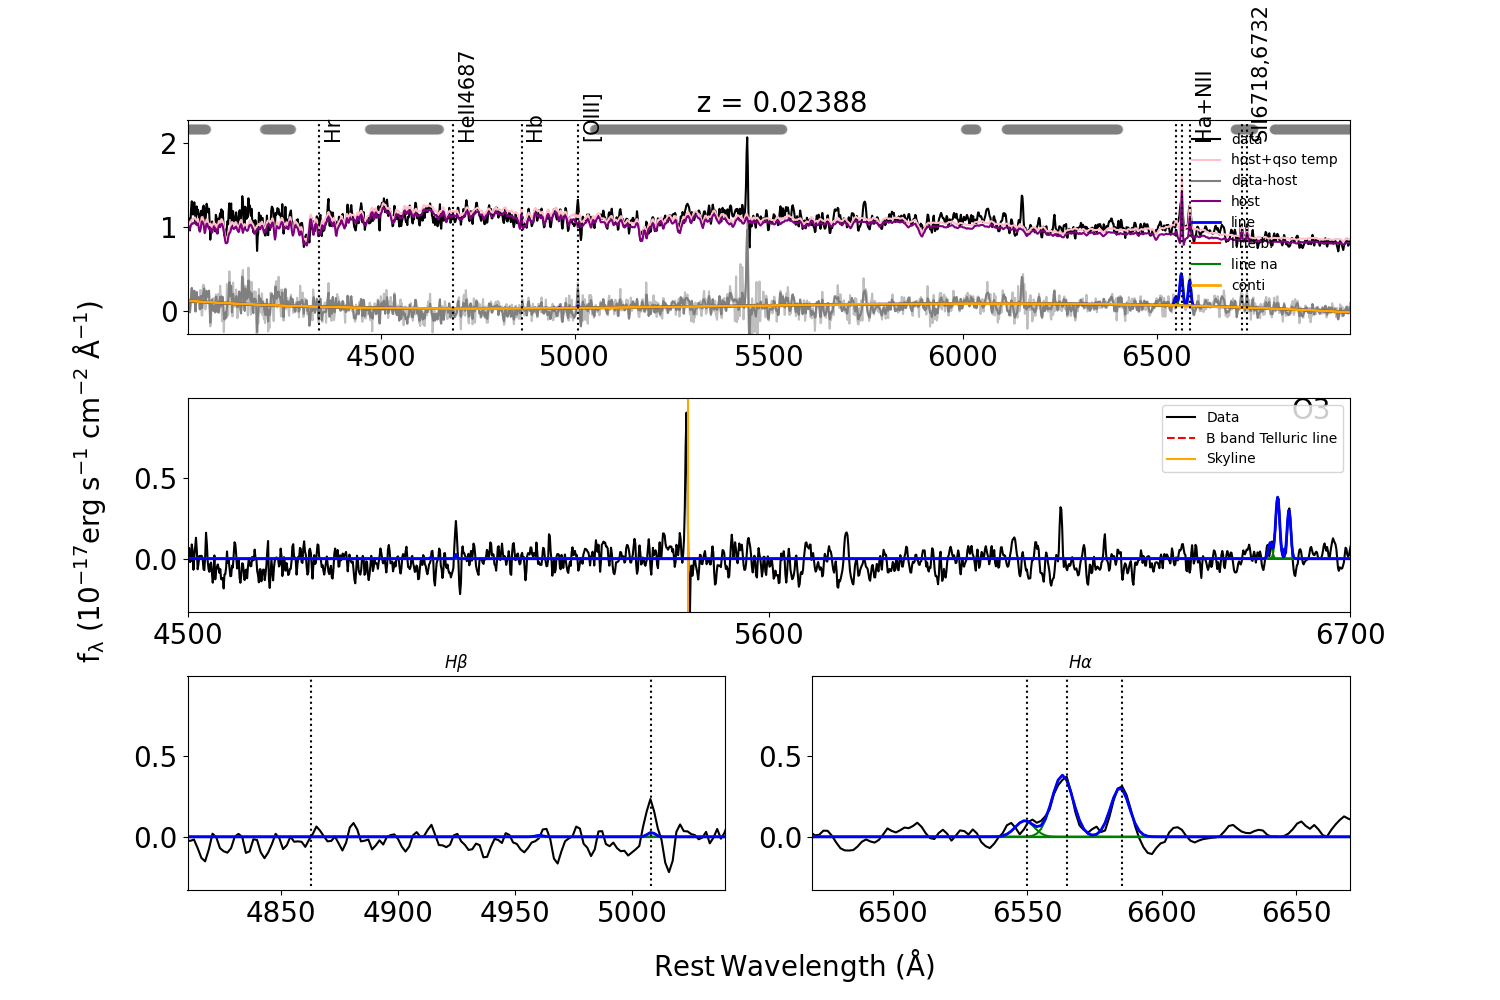 z = 0.02388
Hr
HeII4687
Hb
[OIII]
Ha+NII
SII6718,6732
data
host+qso temp
data-host
host
line
line br
line na
conti
2
1
0
4500
5000
5500
6000
6500
O3
Data
B band Telluric line
Skyline
0.5
0.0
4500
5600
6700
Hβ
0.5
0.0
4850
4900
4950
5000
Hα
0.5
0.0
6500
6550
6600
6650
fλ (10−17erg s−1 cm−2 Å−1)
Rest Wavelength (Å)